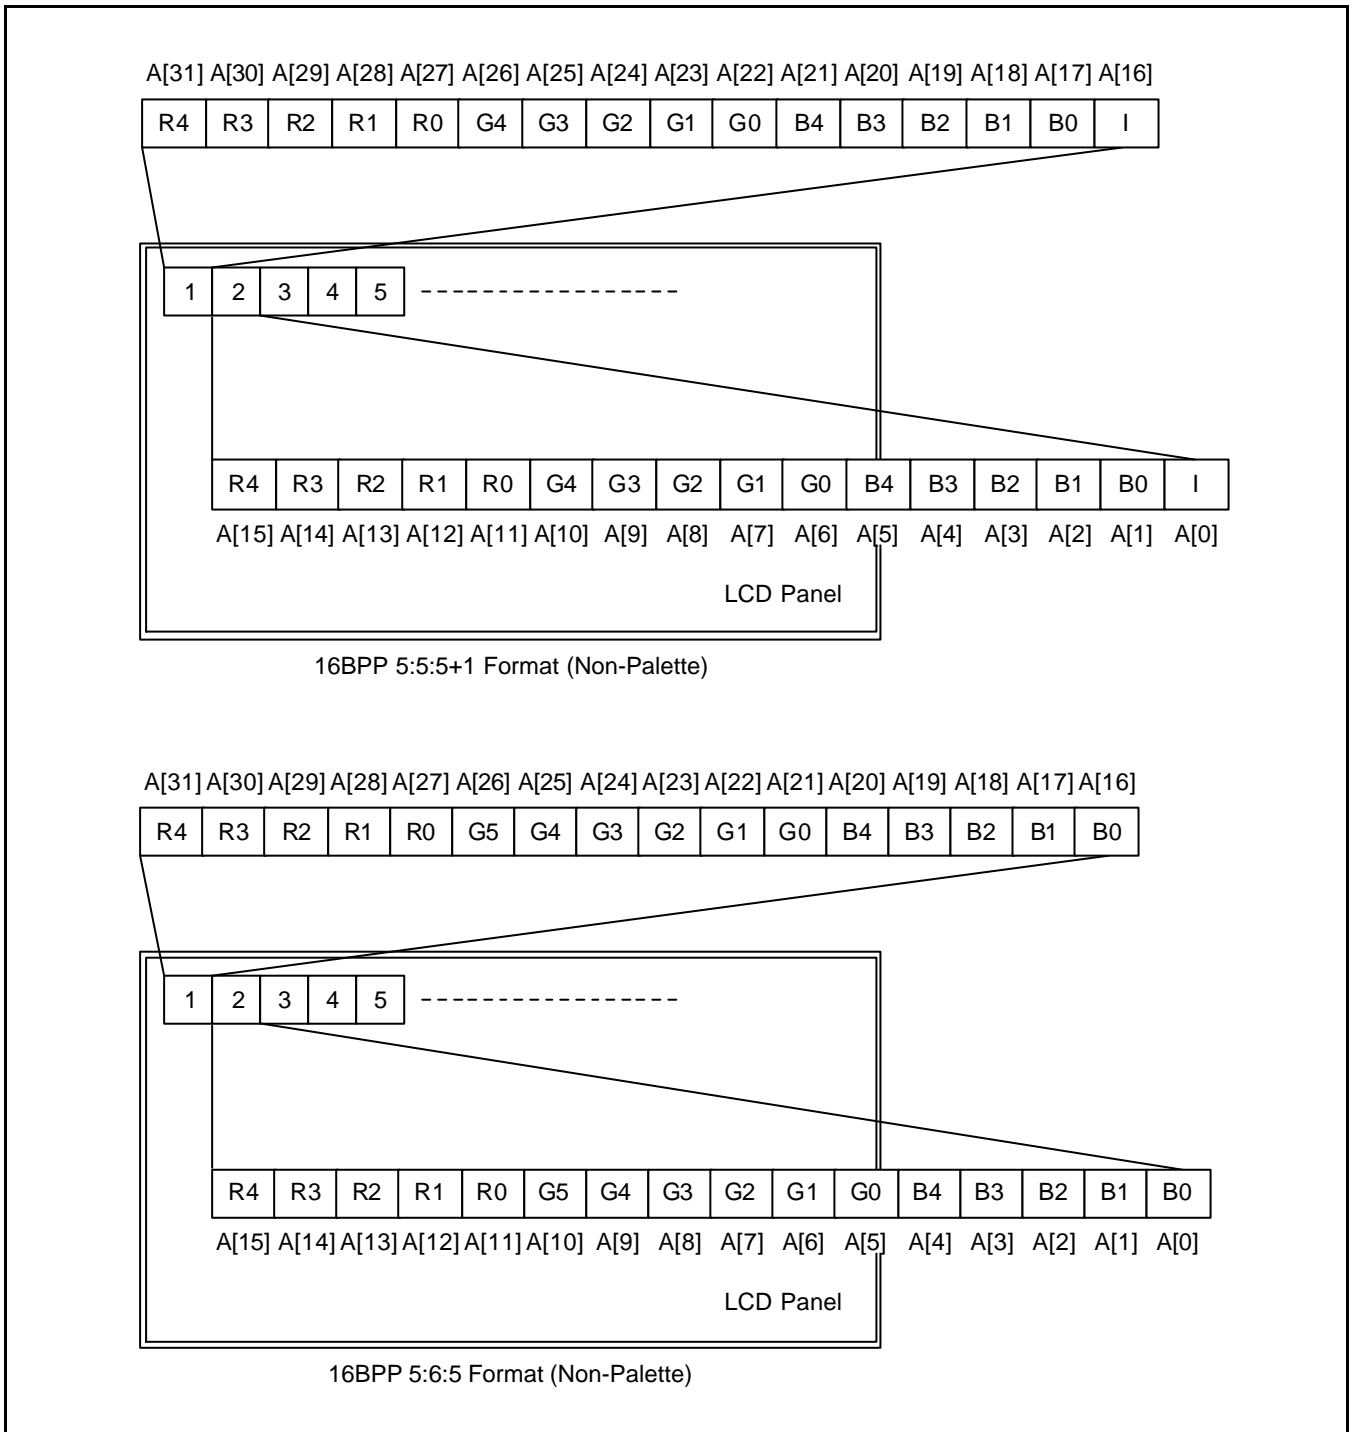 A[31] A[30] A[29] A[28] A[27] A[26] A[25] A[24] A[23] A[22] A[21] A[20] A[19] A[18] A[17] A[16]
R4 R3 R2 R1 R0 G4 G3 G2 G1 G0 B4 B3 B2 B1 B0 I
1 2 3 4 5
R4 R3 R2 R1 R0 G4 G3 G2 G1 G0 B4 B3 B2 B1 B0 I
A[15] A[14] A[13] A[12] A[11] A[10] A[9] A[8] A[7] A[6] A[5] A[4] A[3] A[2] A[1] A[0]
LCD Panel
16BPP 5:5:5+1 Format (Non-Palette)
A[31] A[30] A[29] A[28] A[27] A[26] A[25] A[24] A[23] A[22] A[21] A[20] A[19] A[18] A[17] A[16]
R4 R3 R2 R1 R0 G5 G4 G3 G2 G1 G0 B4 B3 B2 B1 B0
1 2 3 4 5
R4 R3 R2 R1 R0 G5 G4 G3 G2 G1 G0 B4 B3 B2 B1 B0
A[15] A[14] A[13] A[12] A[11] A[10] A[9] A[8] A[7] A[6] A[5] A[4] A[3] A[2] A[1] A[0]
LCD Panel
16BPP 5:6:5 Format (Non-Palette)